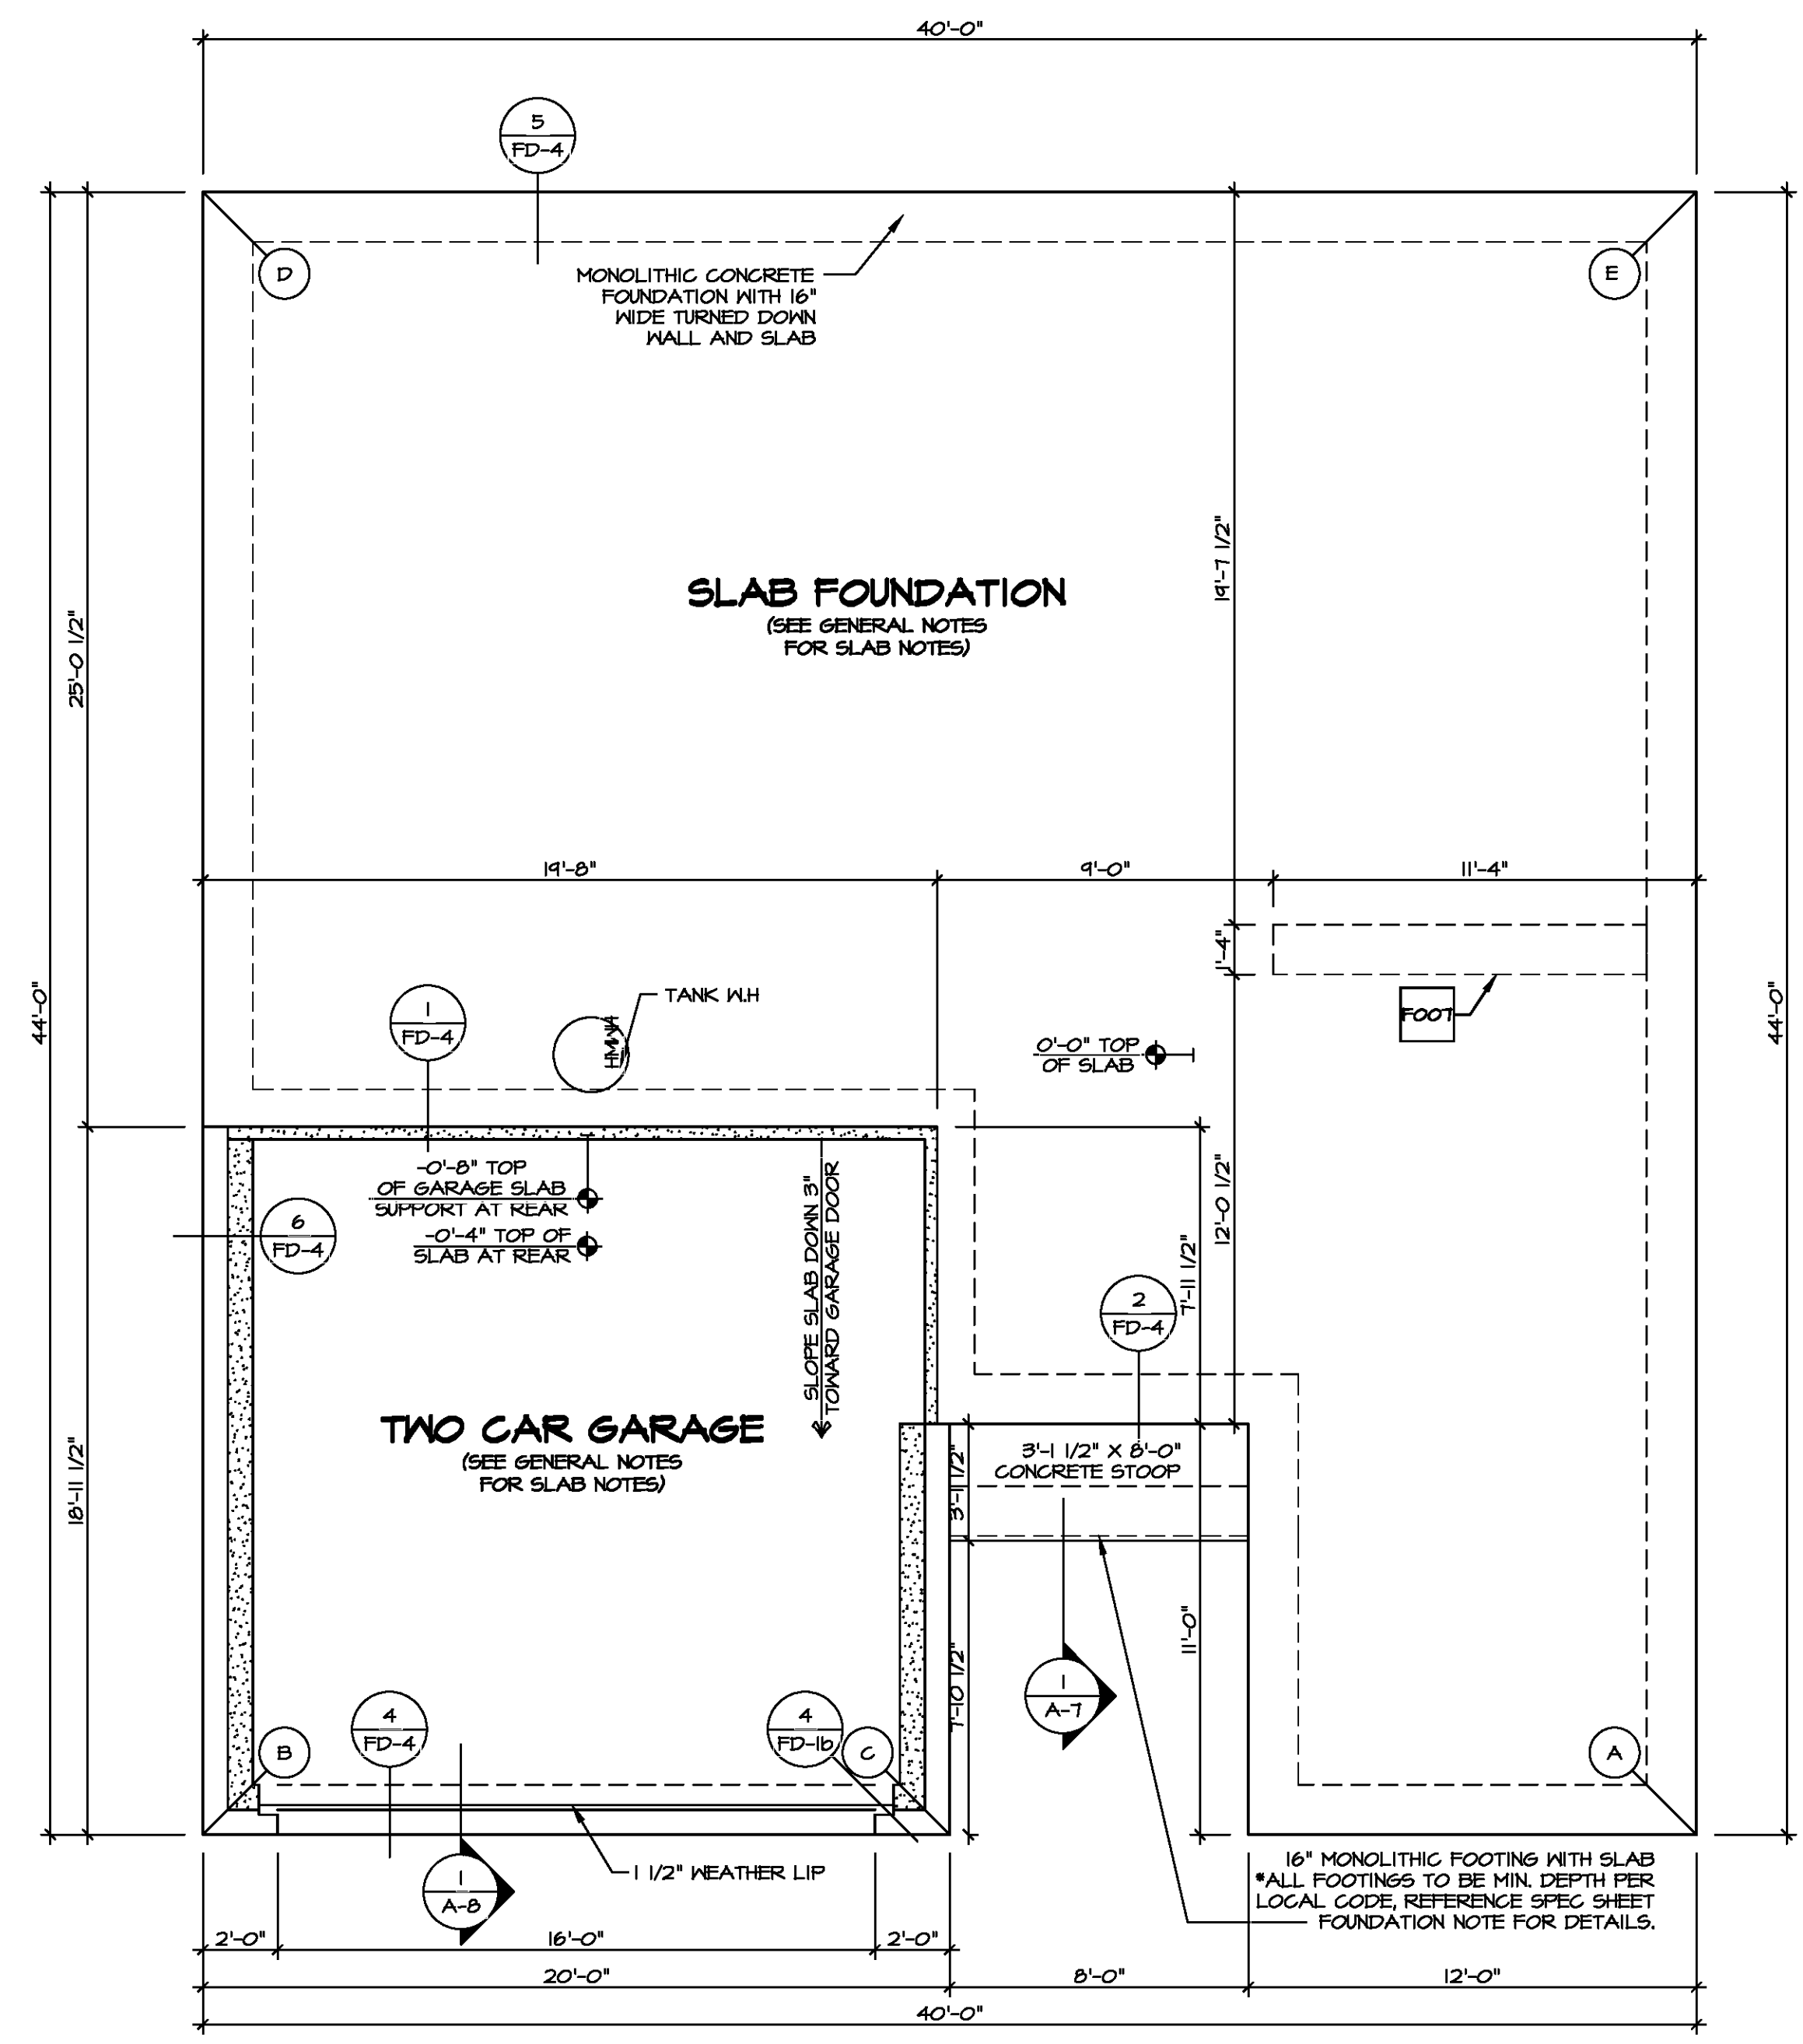 40'-0"
5
FD-4
D
E
MONOLITHIC CONCRETE
FOUNDATION WITH 16"
WIDE TURNED DOWN
WALL AND SLAB
19'-7 1/2"
SLAB FOUNDATION
(SEE GENERAL NOTES
FOR SLAB NOTES)
25'-0 1/2"
19'-8"
9'-0"
11'-4"
1'-4"
44'-0"
44'-0"
TANK W.H
1
FD-4
F007
0'-0" TOP
OF SLAB
-0'-8" TOP
OF GARAGE SLAB
SUPPORT AT REAR
-0'-4" TOP OF
SLAB AT REAR
6
FD-4
SLOPE SLAB DOWN 3"
TOWARD GARAGE DOOR
12'-0 1/2"
7'-11 1/2"
2
FD-4
TWO CAR GARAGE
(SEE GENERAL NOTES
FOR SLAB NOTES)
18'-11 1/2"
3'-1 1/2" X 8'-0"
CONCRETE STOOP
3'-1 1/2"
11'-0"
7'-10 1/2"
1
A-7
4
FD-4
4
FD-16
B
C
A
1 1/2" WEATHER LIP
1
A-8
16" MONOLITHIC FOOTING WITH SLAB
*ALL FOOTINGS TO BE MIN. DEPTH PER
LOCAL CODE, REFERENCE SPEC SHEET
FOUNDATION NOTE FOR DETAILS.
2'-0"
16'-0"
2'-0"
20'-0"
8'-0"
12'-0"
40'-0"